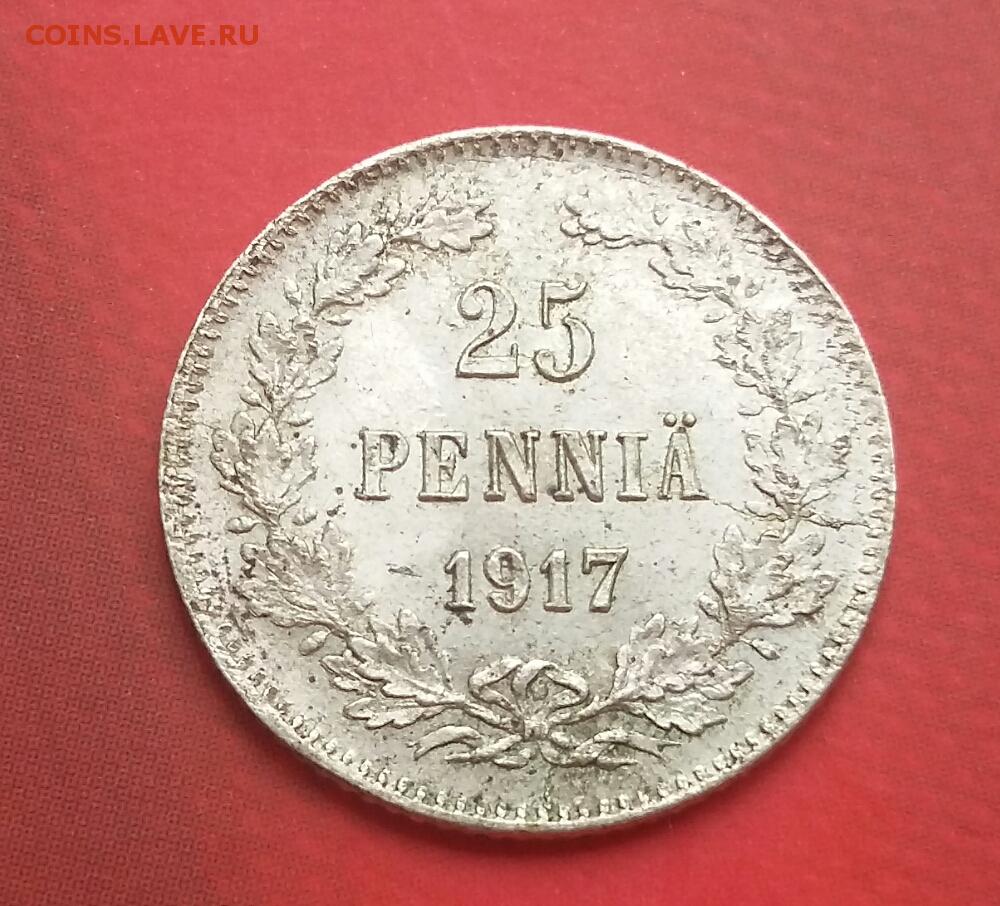 COINS.LAVE.RU
25
PENNIÄ
1917